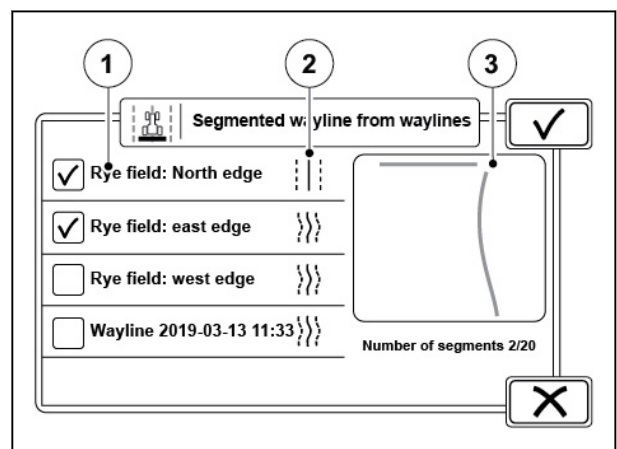 1 2 3
Segmented wayline from waylines
Rye field: North edge
Rye field: east edge
Rye field: west edge
Wayline 2019-03-13 11:33
Number of segments 2/20